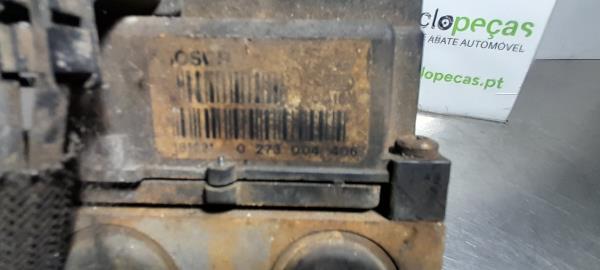 OSCH
0 273 004 406
clopeças
E ABATE AUTOMÓVEL
clopecas.pt